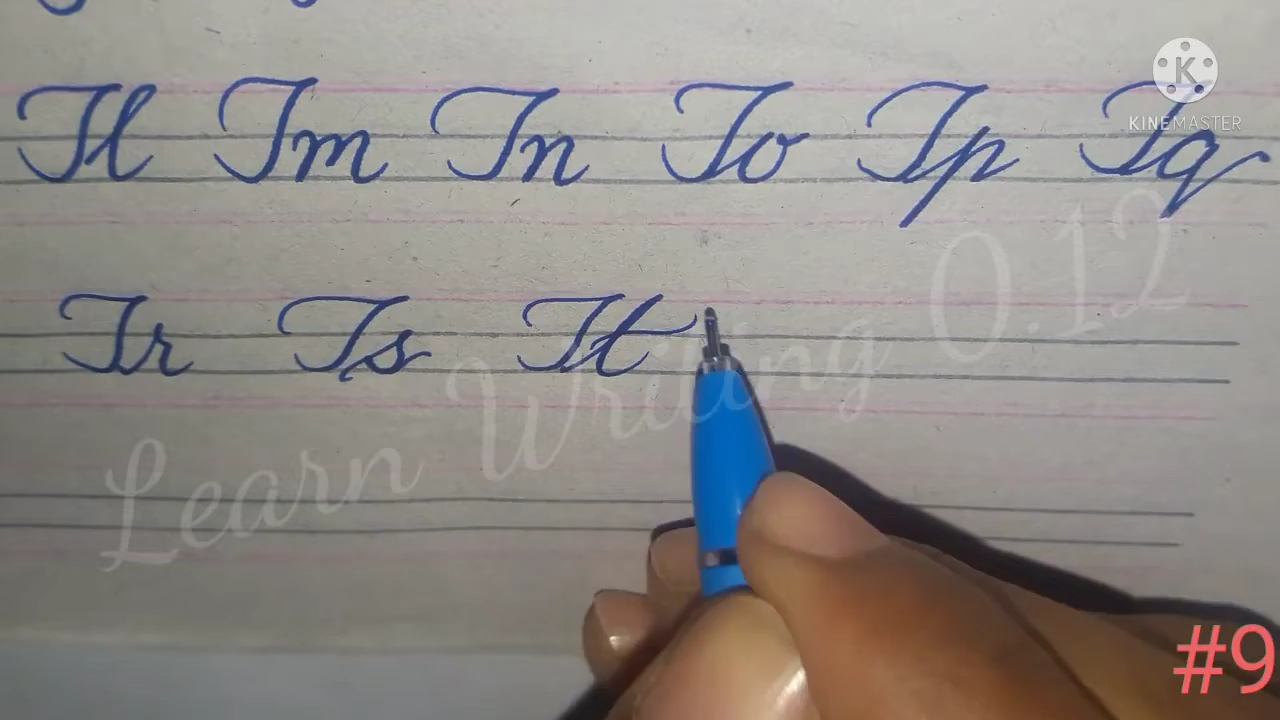 Tl Tm Tn To Tp Tq
KINEMASTER
Tr Ts Tt
Learn Writing 0.12
#9